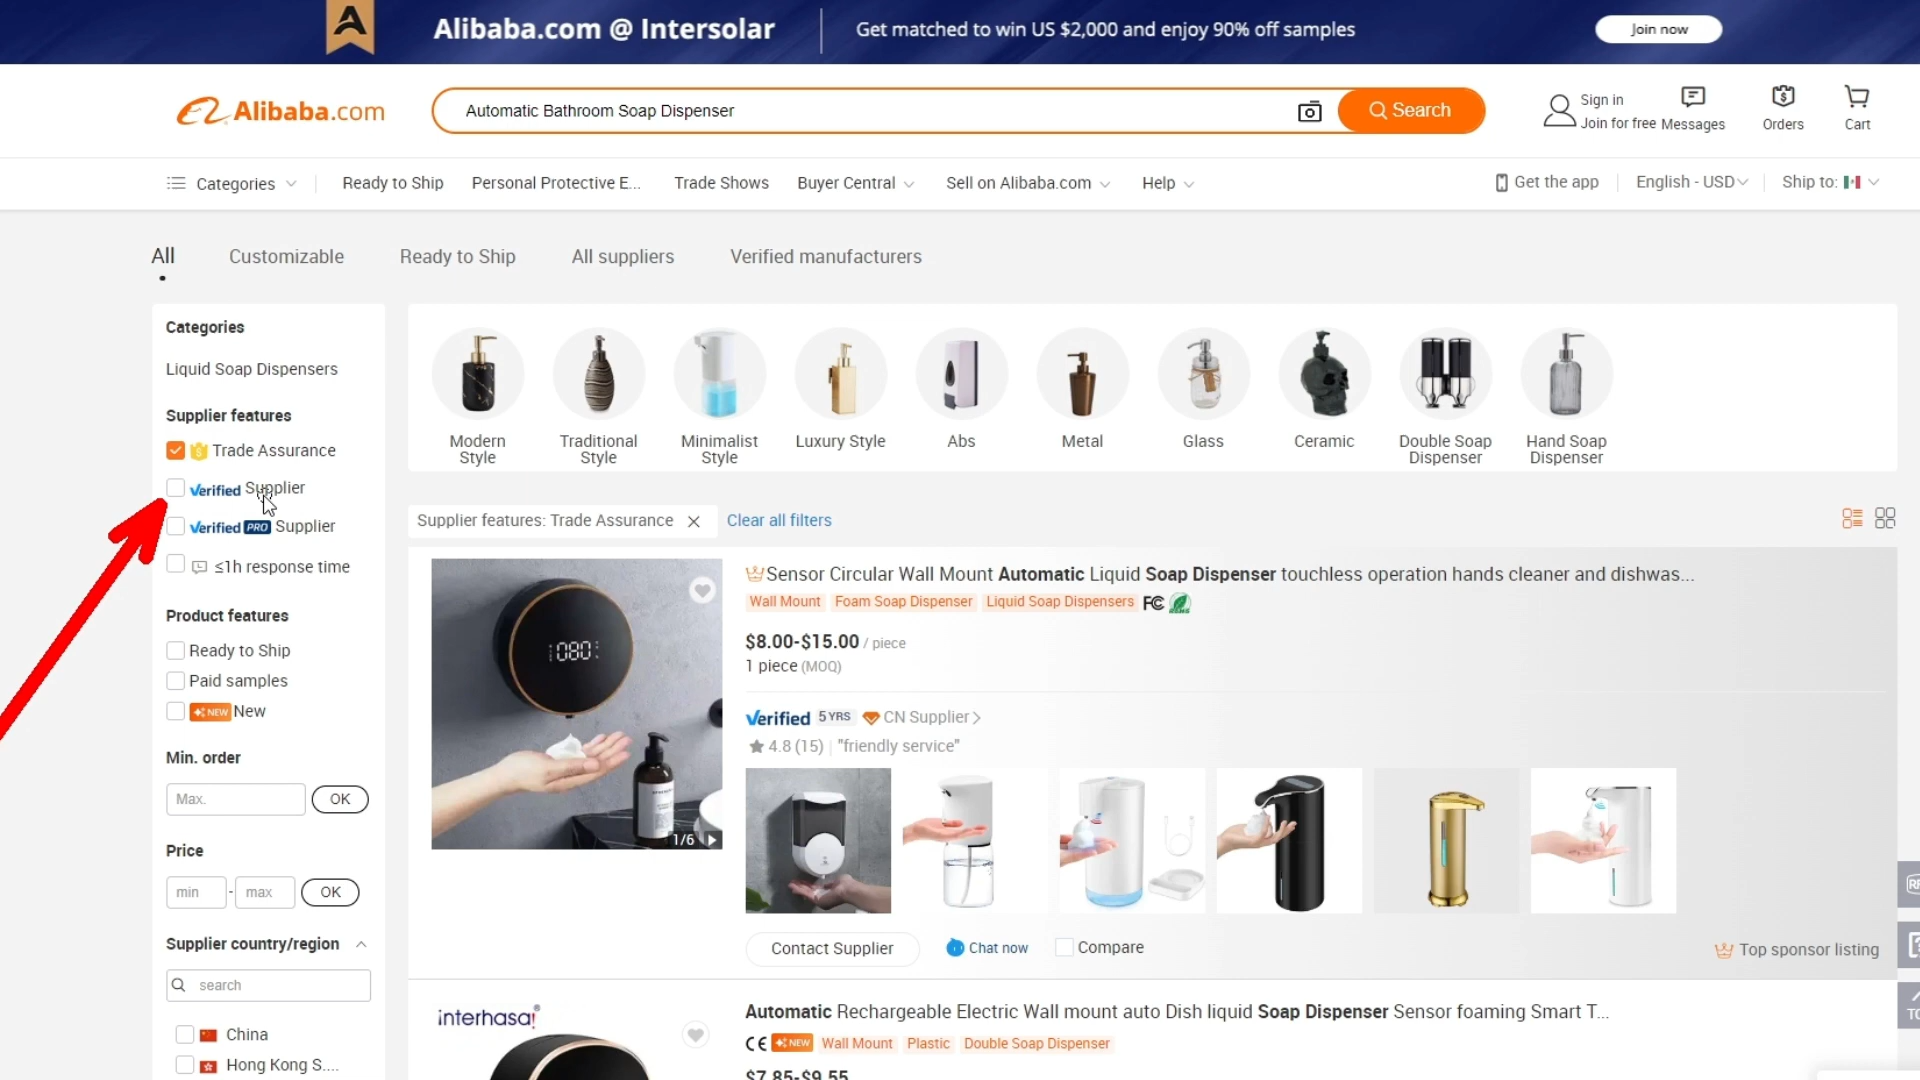 A
Alibaba.com @ Intersolar
Get matched to win US $2,000 and enjoy 90% off samples
Join now
Alibaba.com
Automatic Bathroom Soap Dispenser
Search
Sign in
Join for free
Messages
Orders
Cart
Categories
Ready to Ship
Personal Protective E...
Trade Shows
Buyer Central
Sell on Alibaba.com
Help
Get the app
English - USD
Ship to:
All
Customizable
Ready to Ship
All suppliers
Verified manufacturers
Categories
Liquid Soap Dispensers
Supplier features
Trade Assurance
Verified Supplier
Verified PRO Supplier
≤1h response time
Product features
Ready to Ship
Paid samples
NEW New
Min. order
Max.
OK
Price
min - max
OK
Supplier country/region
search
China
Hong Kong S....
Modern
Style
Traditional
Style
Minimalist
Style
Luxury Style
Abs
Metal
Glass
Ceramic
Double Soap
Dispenser
Hand Soap
Dispenser
Supplier features: Trade Assurance
Clear all filters
080
1/6
Sensor Circular Wall Mount Automatic Liquid Soap Dispenser touchless operation hands cleaner and dishwas...
Wall Mount
Foam Soap Dispenser
Liquid Soap Dispensers
FC
$8.00-$15.00 / piece
1 piece (MOQ)
Verified 5 YRS CN Supplier
4.8 (15) "friendly service"
Contact Supplier
Chat now
Compare
Top sponsor listing
interhasa!
Automatic Rechargeable Electric Wall mount auto Dish liquid Soap Dispenser Sensor foaming Smart T...
CE
NEW
Wall Mount
Plastic
Double Soap Dispenser
$7.85-$9.55